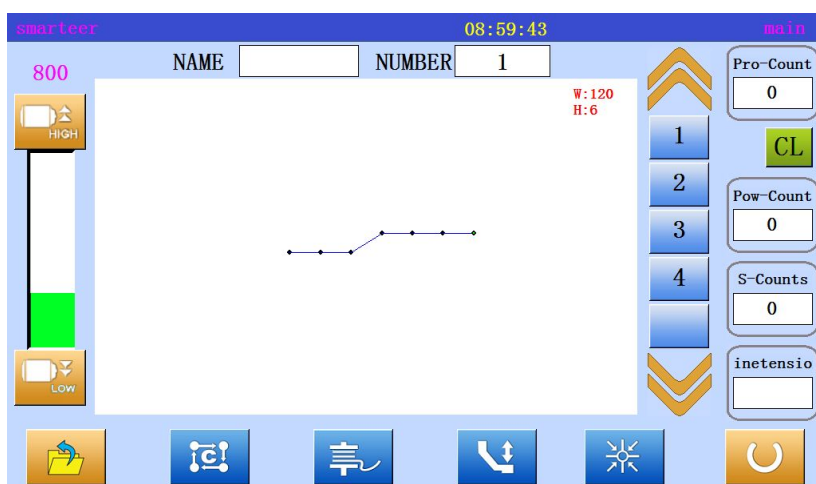 smarteer 08:59:43 main
NAME NUMBER 1
800
W:120
H:6
HIGH
LOW
1
2
3
4
Pro-Count
0
CL
Pow-Count
0
S-Counts
0
inetensio
C